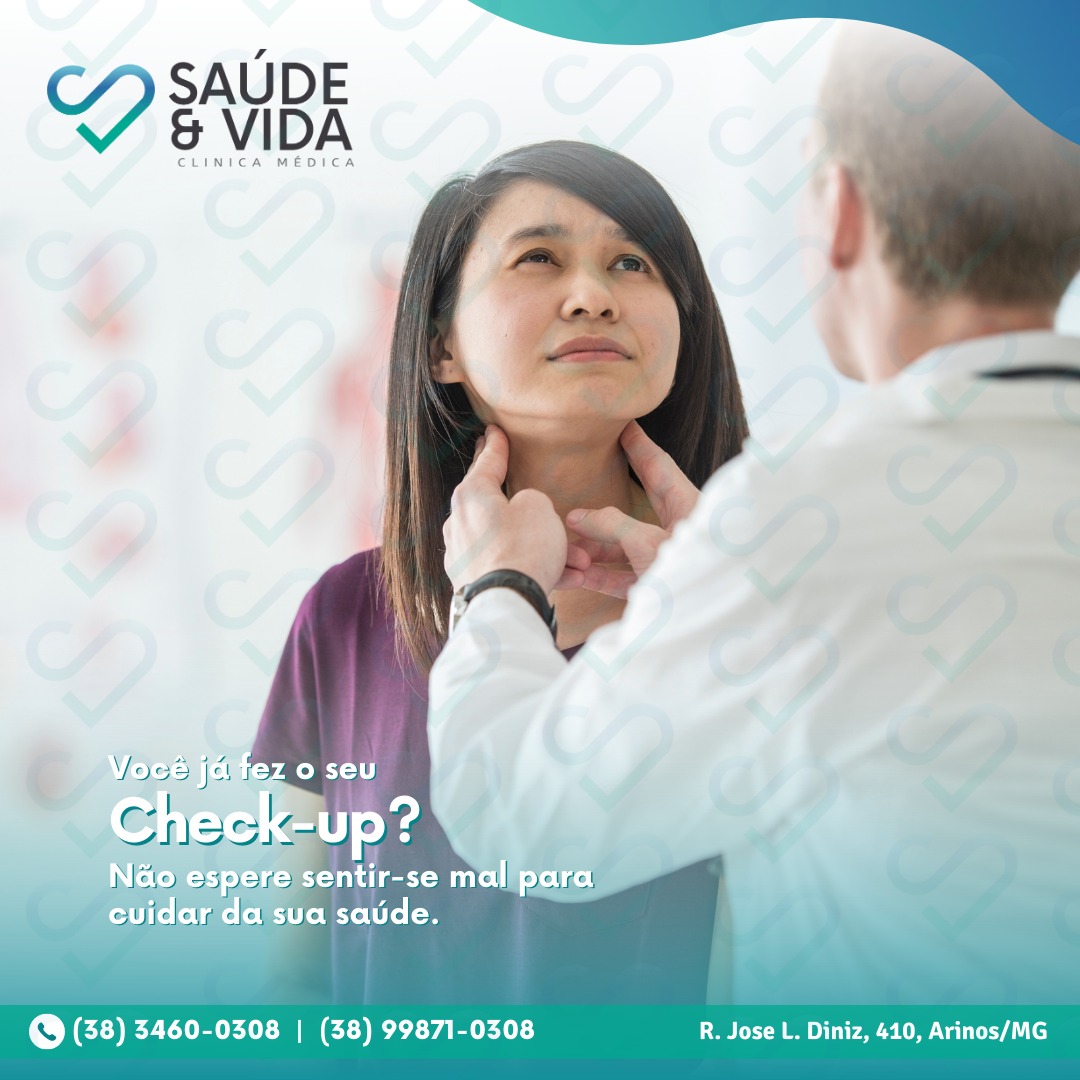 SAÚDE
& VIDA
CLINICA MÉDICA
Você já fez o seu
Check-up?
Não espere sentir-se mal para
cuidar da sua saúde.
(38) 3460-0308 | (38) 99871-0308
R. Jose L. Diniz, 410, Arinos/MG